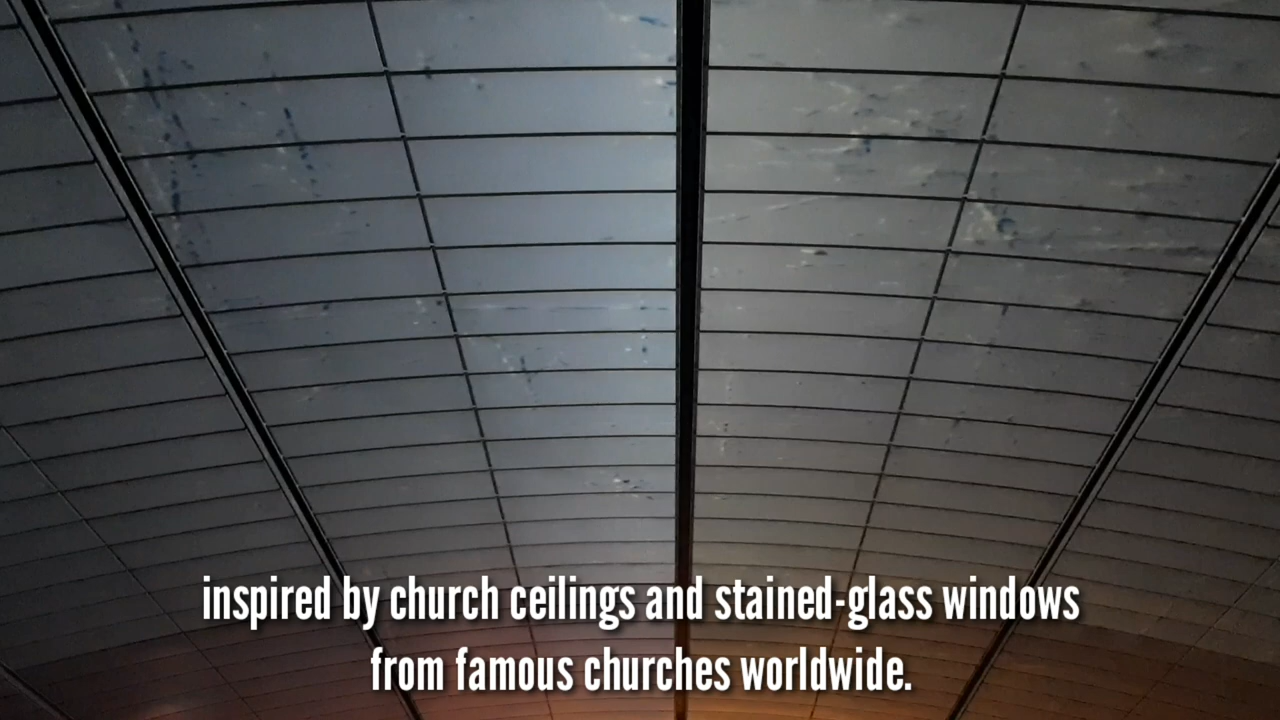 inspired by church ceilings and stained-glass windows
from famous churches worldwide.